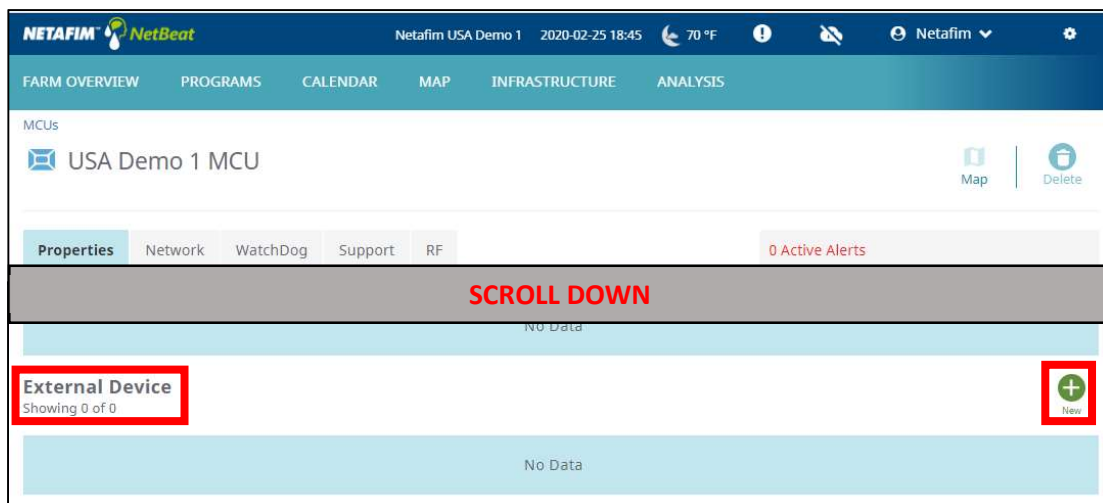 NETAFIM™ NetBeat Netafim USA Demo 1 2020-02-25 18:45 70 °F Netafim
FARM OVERVIEW PROGRAMS CALENDAR MAP INFRASTRUCTURE ANALYSIS
MCUs
USA Demo 1 MCU
Map Delete
Properties Network WatchDog Support RF 0 Active Alerts
SCROLL DOWN
No Data
External Device
Showing 0 of 0
New
No Data